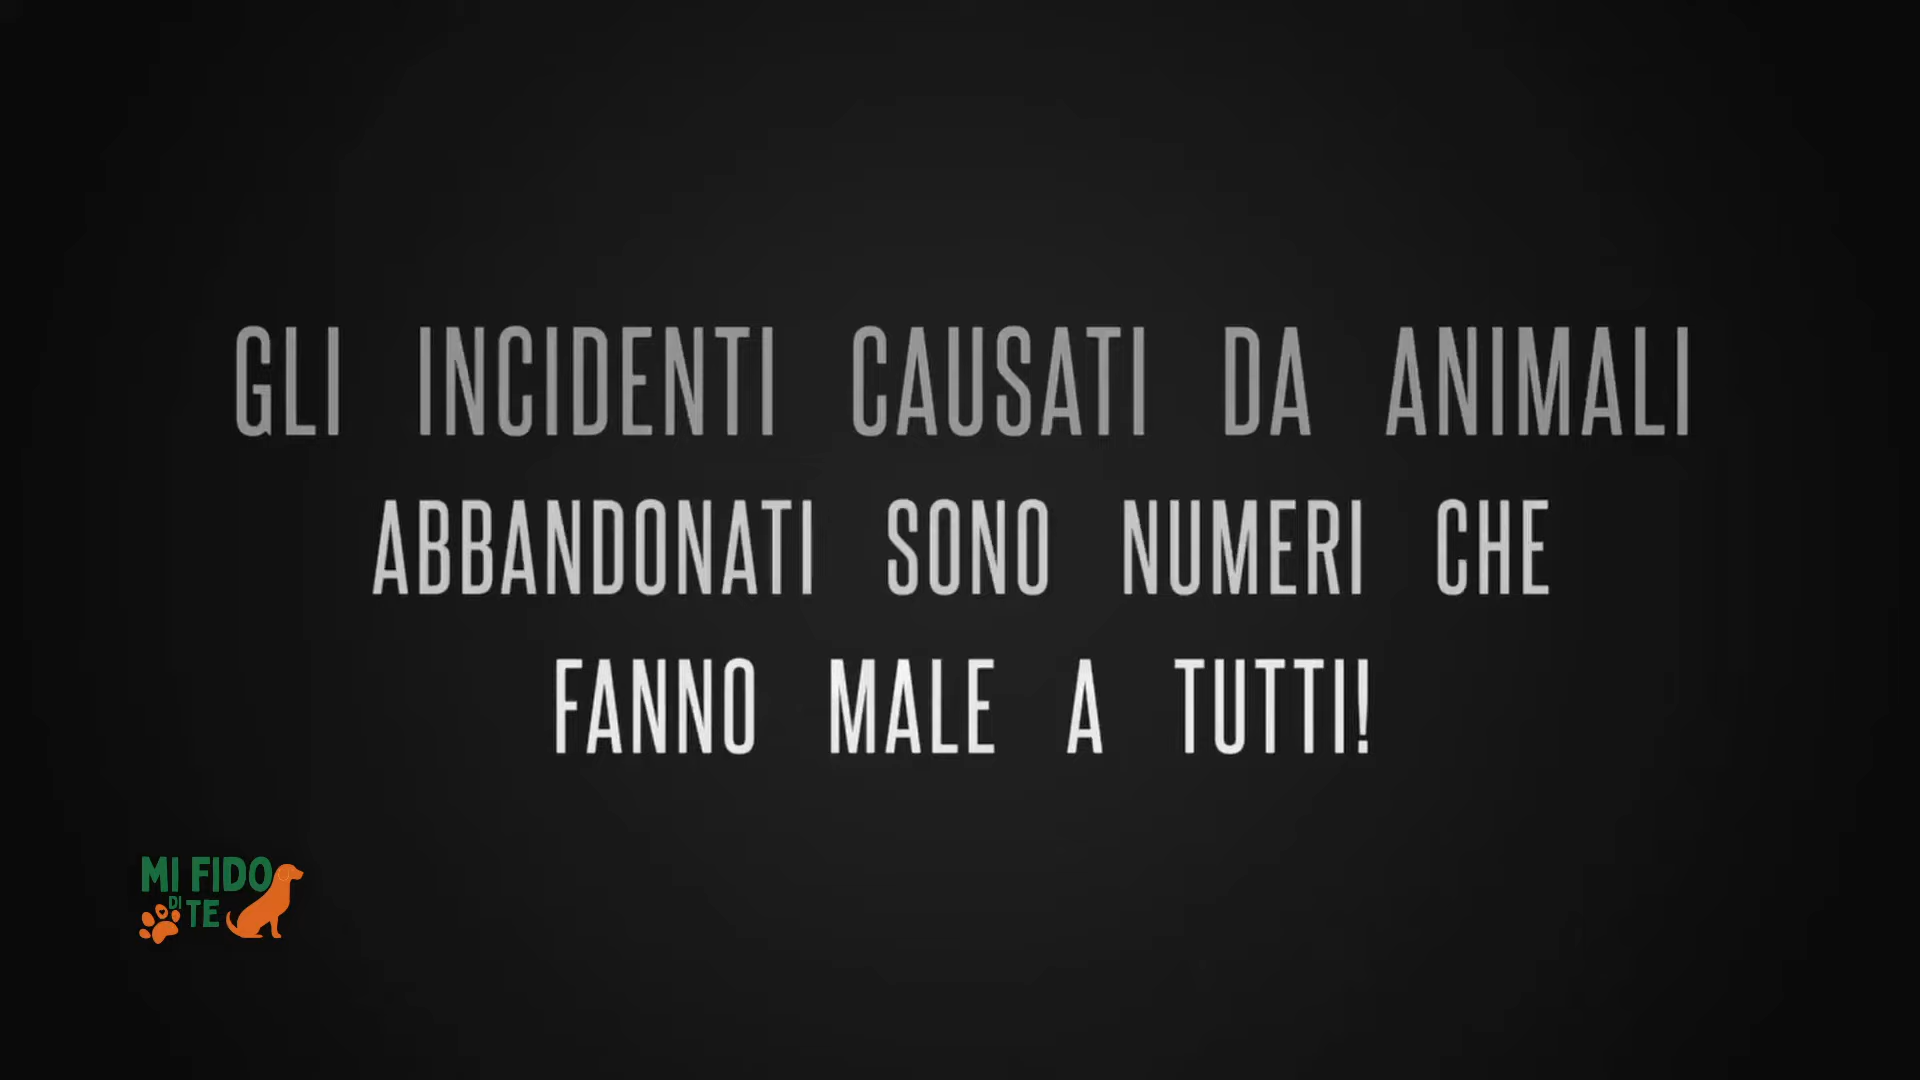 GLI INCIDENTI CAUSATI DA ANIMALI
ABBANDONATI SONO NUMERI CHE
FANNO MALE A TUTTI!
MI FIDO
DI TE